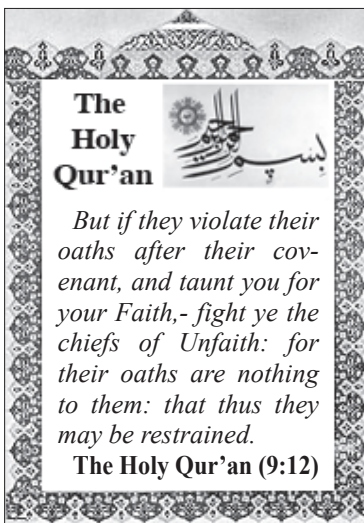 The
Holy
Qur'an
بسم الله الرحمن الرحيم
But if they violate their
oaths after their cov-
enant, and taunt you for
your Faith,- fight ye the
chiefs of Unfaith: for
their oaths are nothing
to them: that thus they
may be restrained.
The Holy Qur'an (9:12)